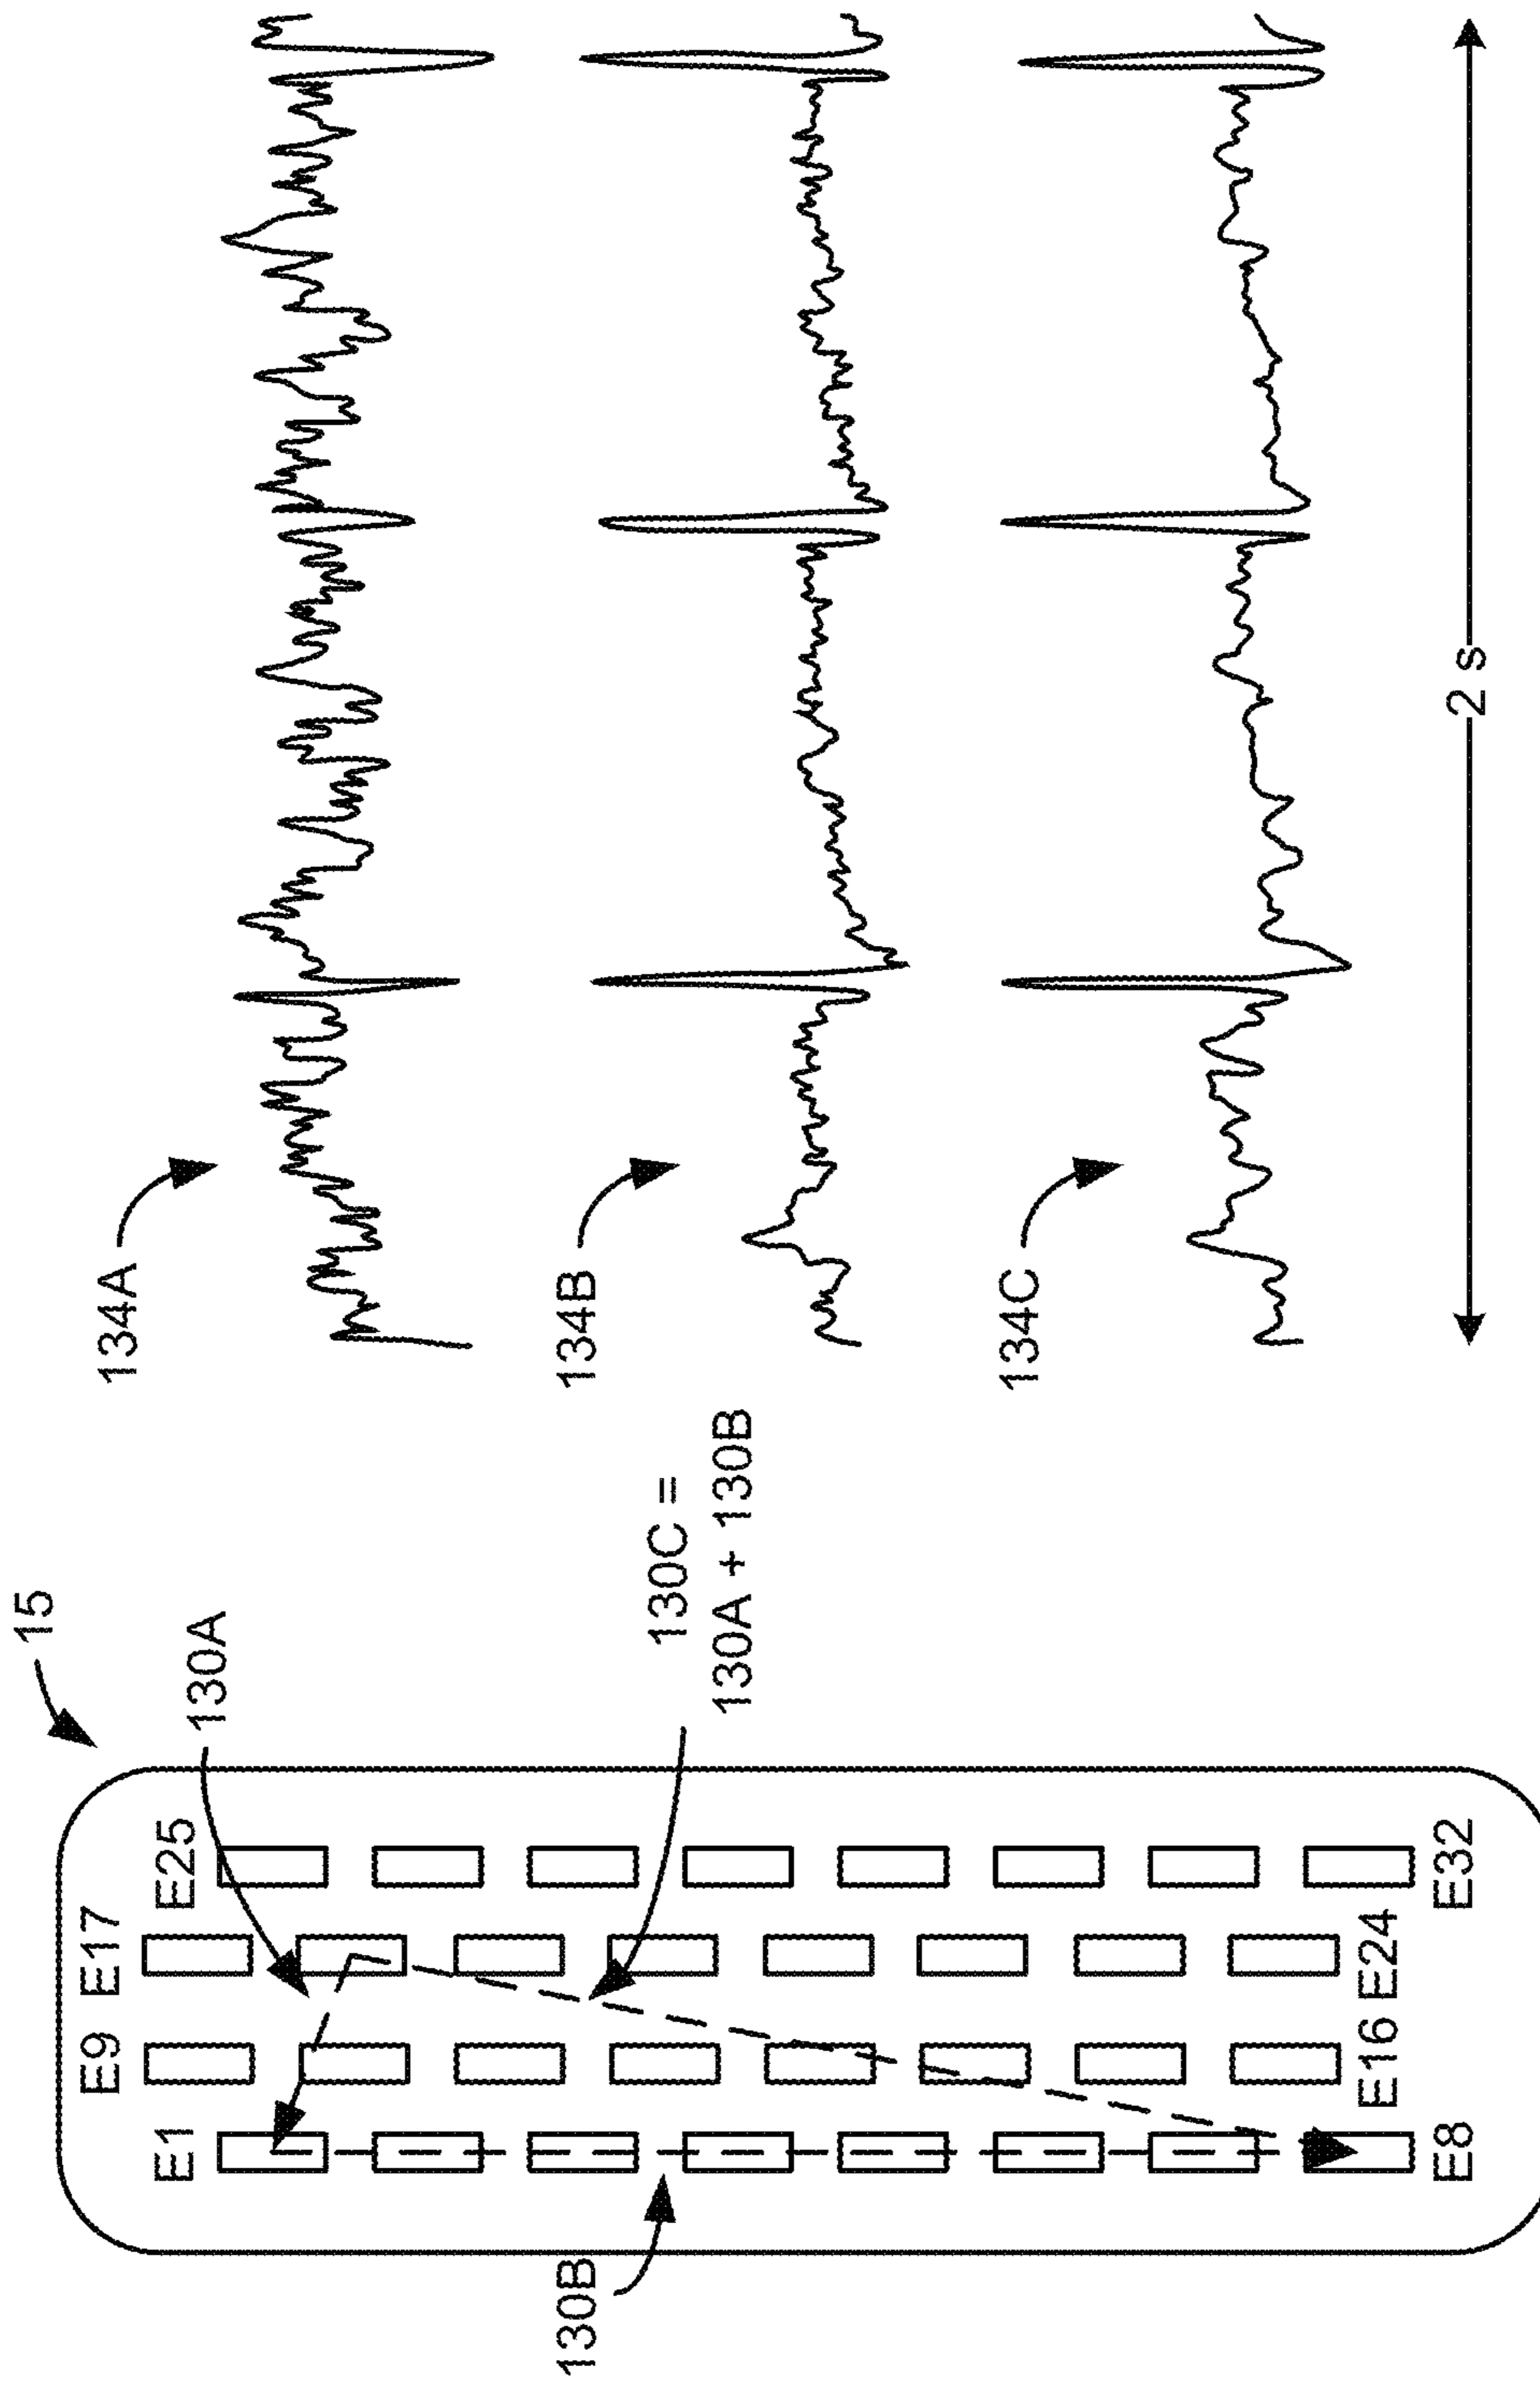 15
130A
130C =
130A + 130B
130B
E1
E9
E17
E25
E8
E16
E24
E32
134A
134B
134C
2 s